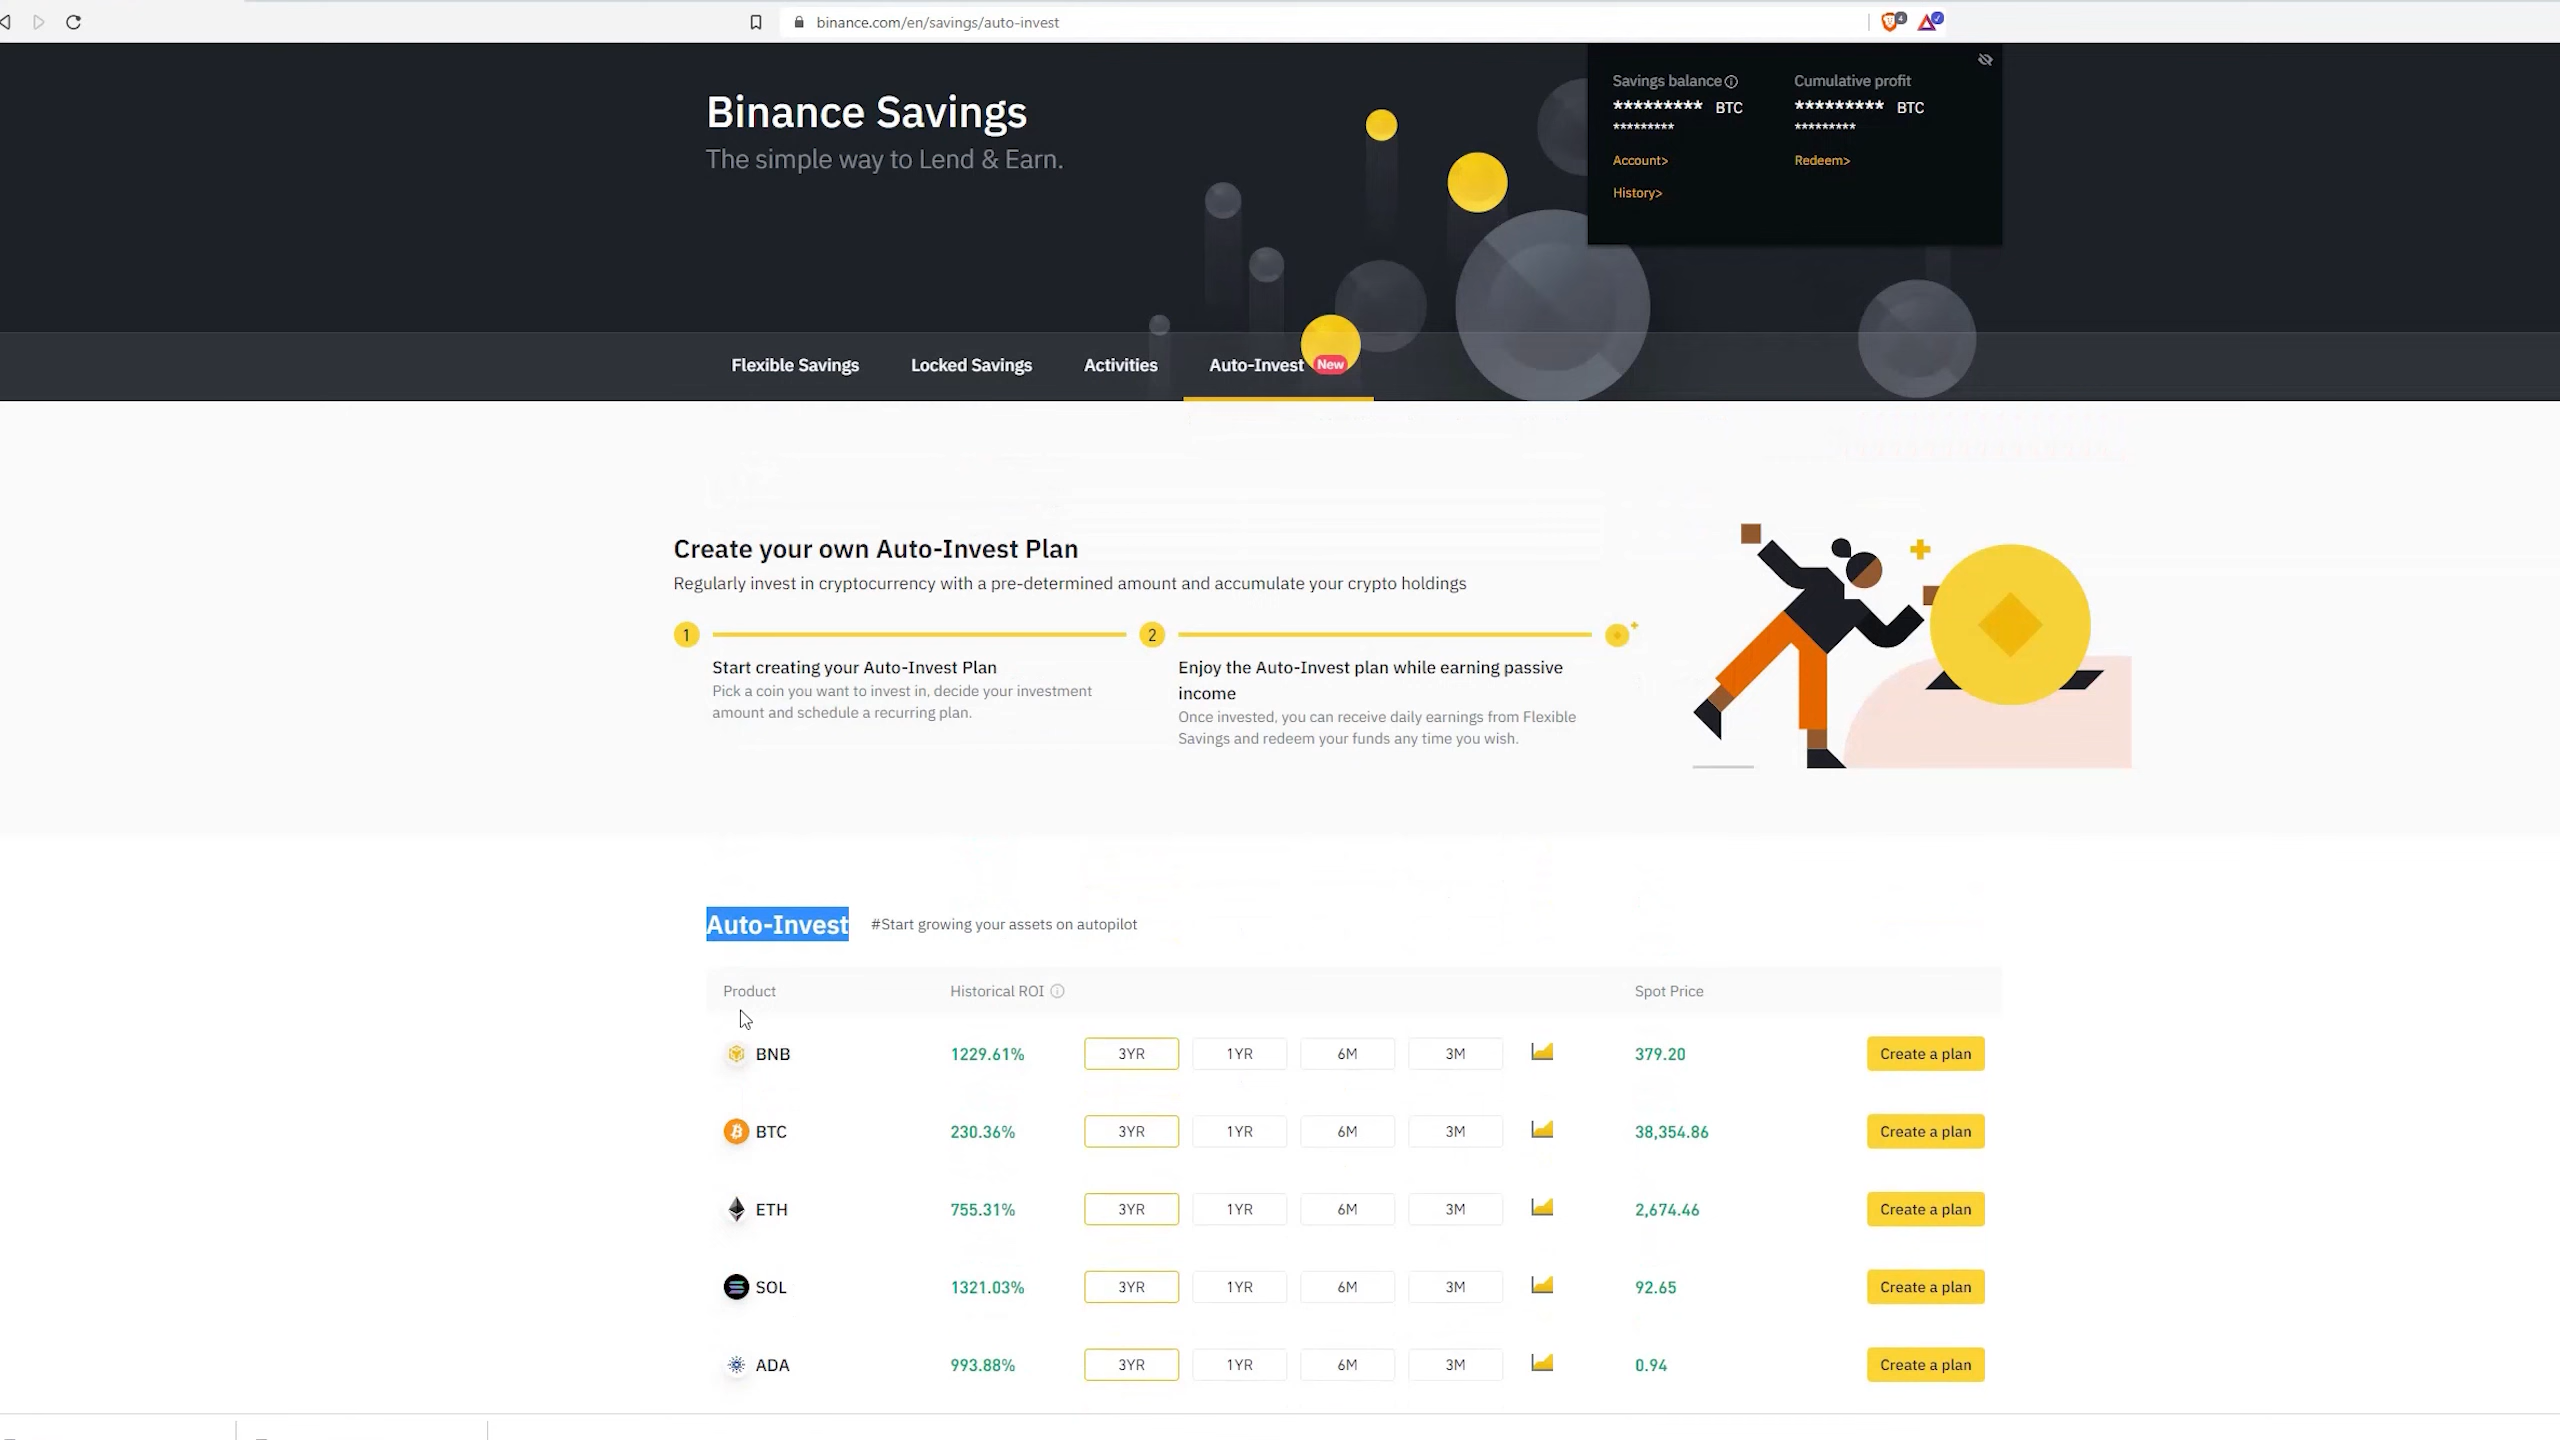 binance.com/en/savings/auto-invest
4
Savings balance
Cumulative profit
********* BTC
********* BTC
*********
*********
Account>
Redeem>
History>
Binance Savings
The simple way to Lend & Earn.
Flexible Savings
Locked Savings
Activities
Auto-Invest New
Create your own Auto-Invest Plan
Regularly invest in cryptocurrency with a pre-determined amount and accumulate your crypto holdings
1
2
Start creating your Auto-Invest Plan
Pick a coin you want to invest in, decide your investment
amount and schedule a recurring plan.
Enjoy the Auto-Invest plan while earning passive
income
Once invested, you can receive daily earnings from Flexible
Savings and redeem your funds any time you wish.
Auto-Invest #Start growing your assets on autopilot
Product Historical ROI Spot Price
BNB 1229.61% 3YR 1YR 6M 3M 379.20 Create a plan
BTC 230.36% 3YR 1YR 6M 3M 38,354.86 Create a plan
ETH 755.31% 3YR 1YR 6M 3M 2,674.46 Create a plan
SOL 1321.03% 3YR 1YR 6M 3M 92.65 Create a plan
ADA 993.88% 3YR 1YR 6M 3M 0.94 Create a plan